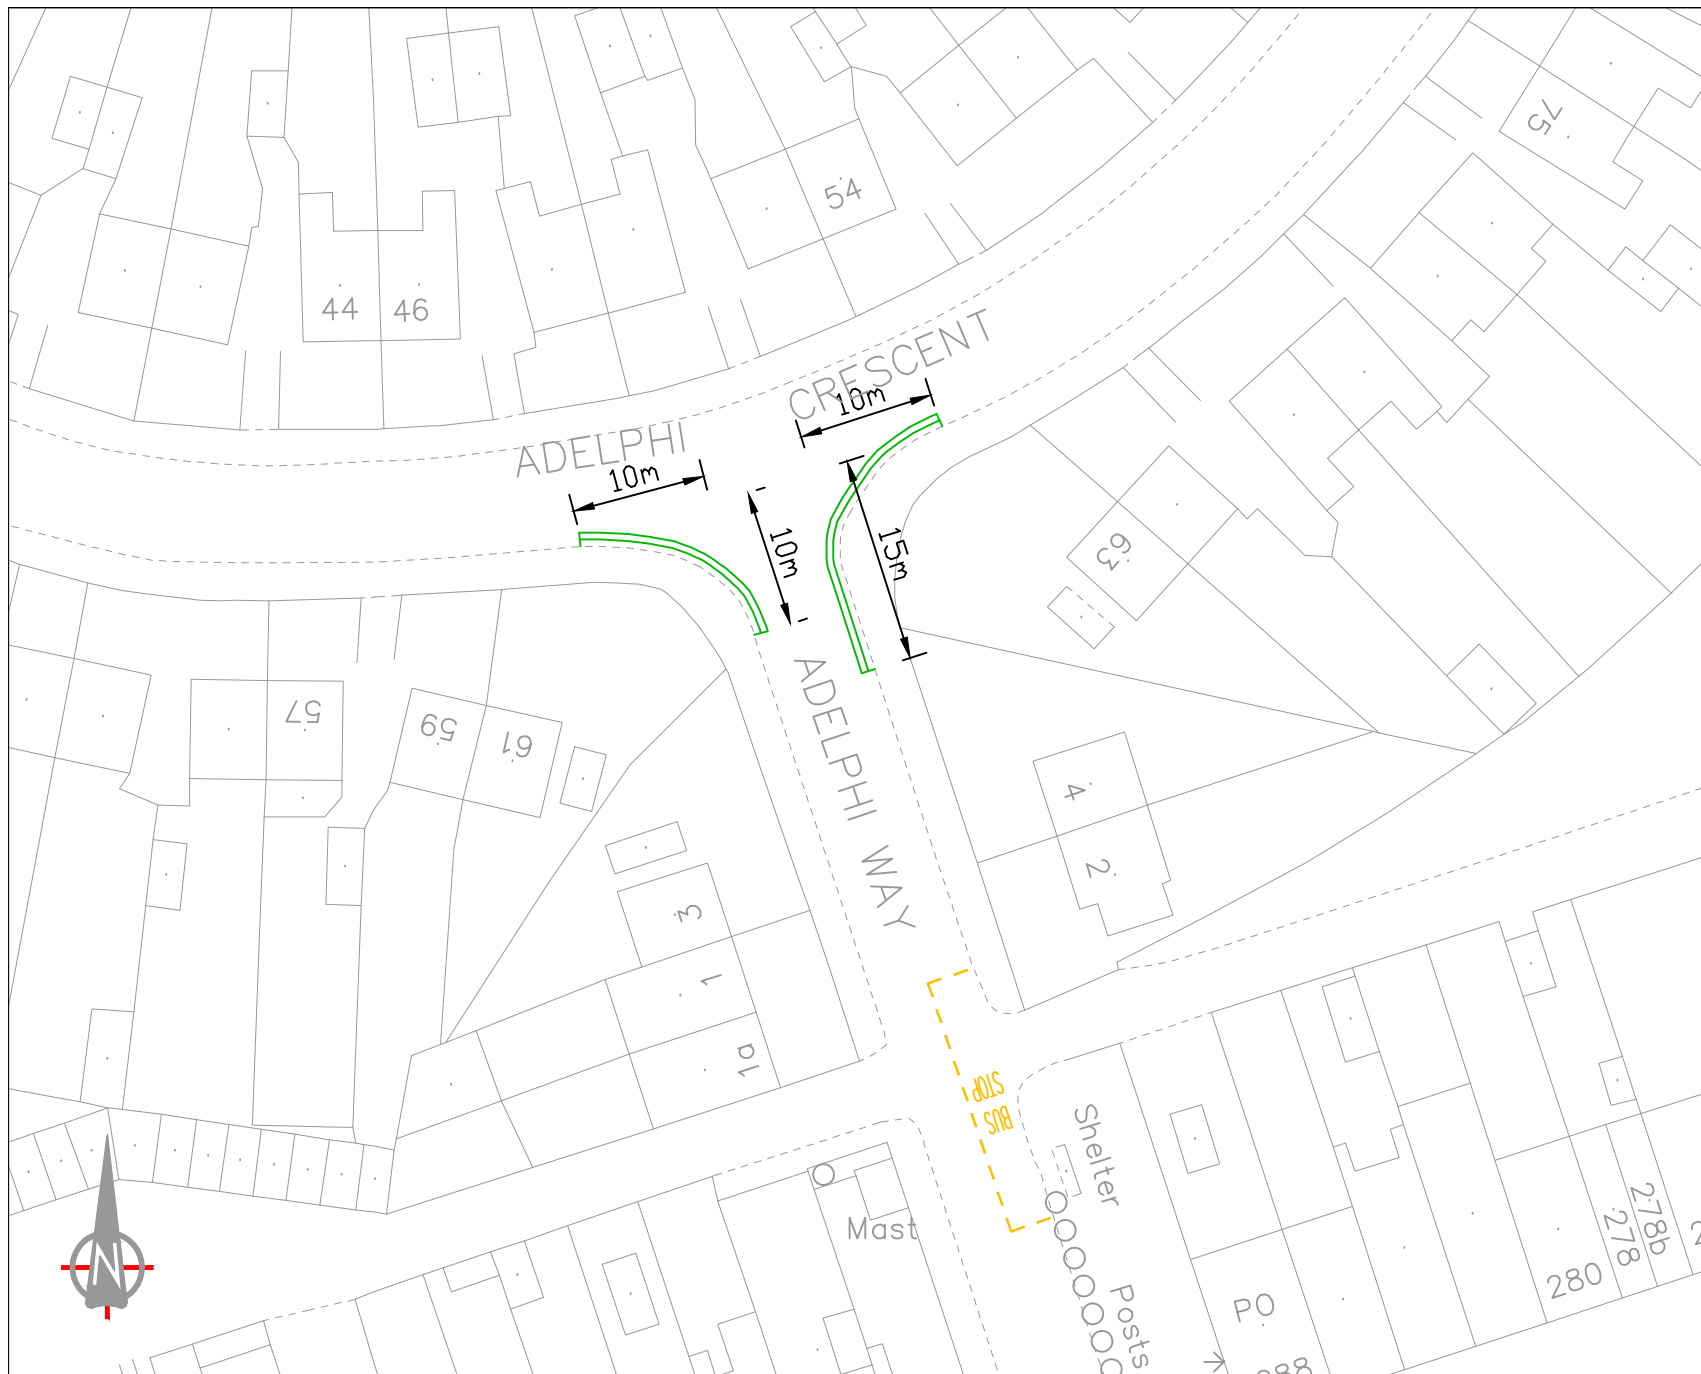 75
54
44
46
CRESCENT
10m
ADELPHI
10m
10m
15m
63
57
59
61
ADELPHI WAY
4
2
3
1
1a
BUS
STOP
Shelter
Mast
Posts
N
278b
278
280
PO